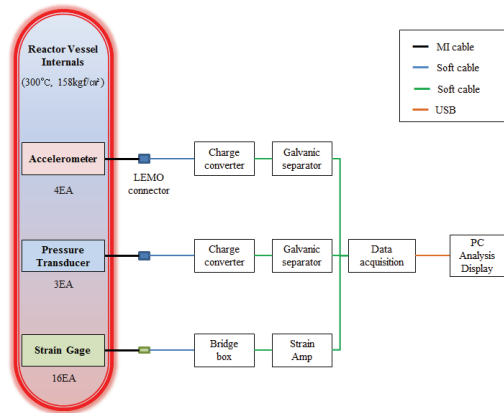 Reactor Vessel
Internals
(300℃, 158kgf/㎠)
MI cable
Soft cable
Soft cable
USB
Accelerometer
4EA
LEMO
connector
Charge
converter
Galvanic
separator
Pressure
Transducer
3EA
Charge
converter
Galvanic
separator
Data
acquisition
PC
Analysis
Display
Strain Gage
16EA
Bridge
box
Strain
Amp